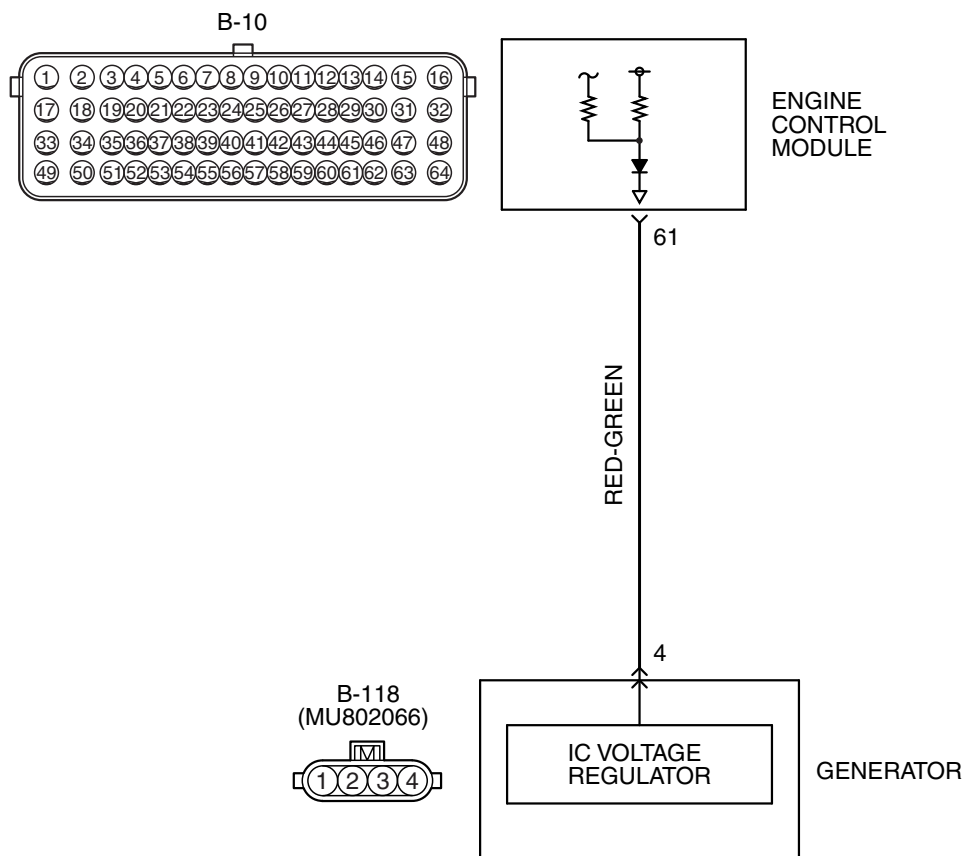 B-10
1 2 3 4 5 6 7 8 9 10 11 12 13 14 15 16
17 18 19 20 21 22 23 24 25 26 27 28 29 30 31 32
33 34 35 36 37 38 39 40 41 42 43 44 45 46 47 48
49 50 51 52 53 54 55 56 57 58 59 60 61 62 63 64
ENGINE
CONTROL
MODULE
61
RED-GREEN
4
B-118
(MU802066)
1 2 3 4
IC VOLTAGE
REGULATOR
GENERATOR